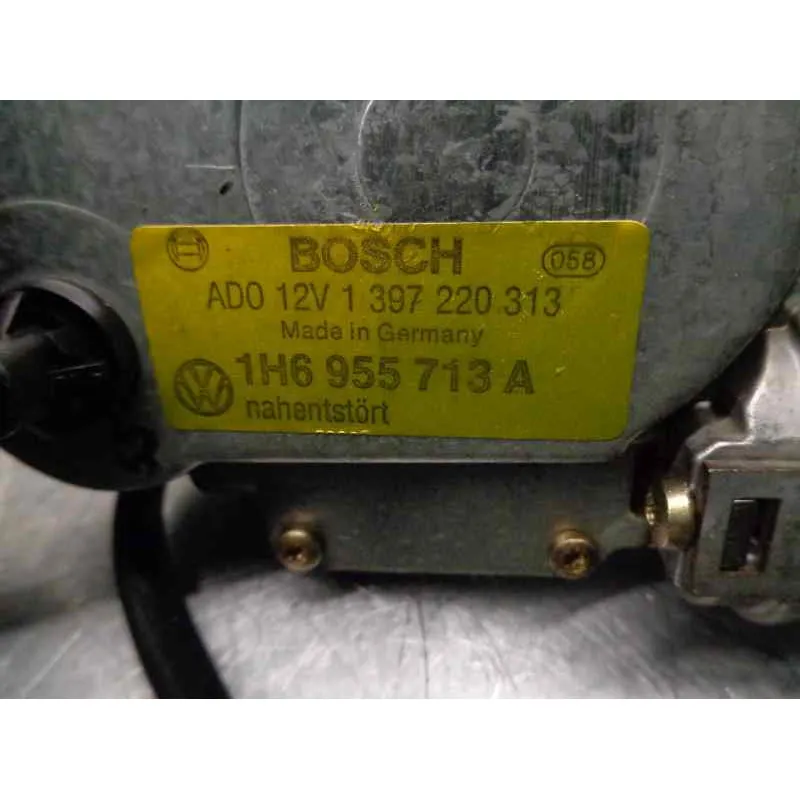 BOSCH 058
ADO 12V 1 397 220 313
Made in Germany
1H6 955 713 A
nahentstört